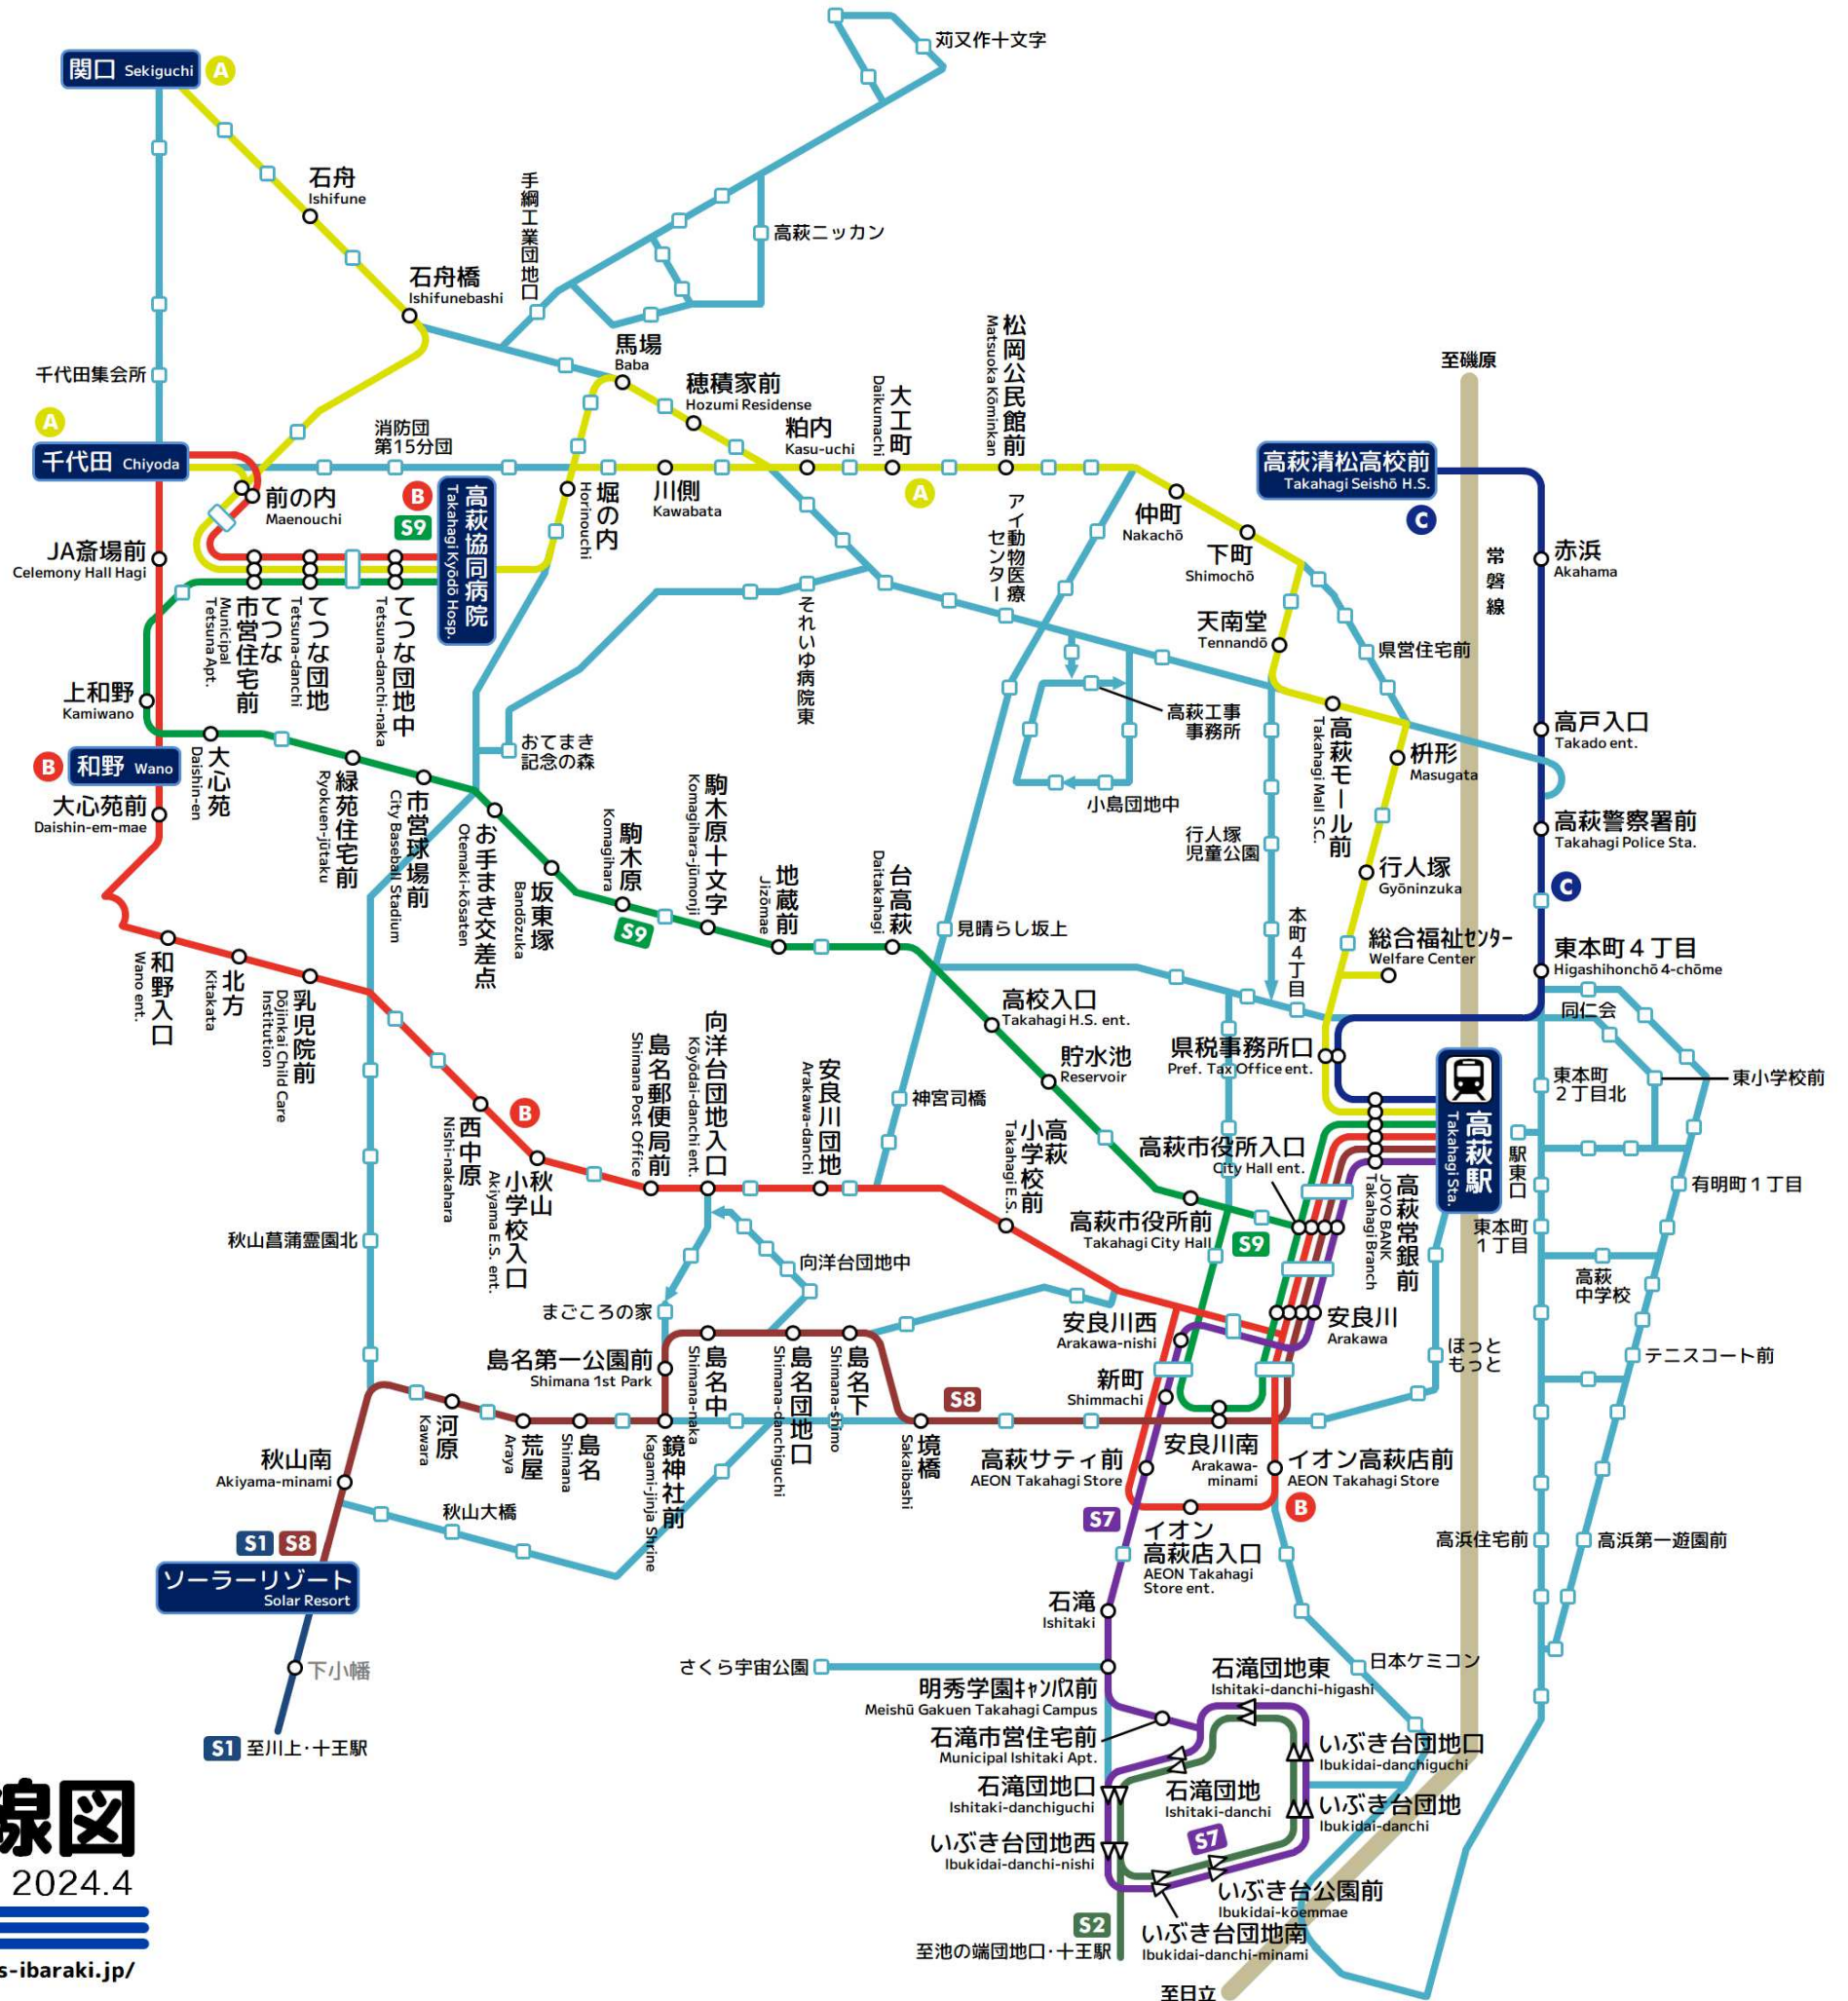 苅又作十文字
関口 Sekiguchi
A
石舟
Ishifune
手綱工業団地口
高萩ニッカン
石舟橋
Ishifunebashi
馬場
Baba
穂積家前
Hozumi Residense
粕内
Kasu-uchi
大工町
Daikumachi
松岡公民館前
Matsuoka Kōminkan
至磯原
千代田集会所
A
千代田 Chiyoda
消防団
第15分団
前の内
Maenouchi
B
S9
高萩協同病院
Takahagi Kyōdō Hosp.
堀の内
Horinouchi
川側
Kawabata
A
アイ動物医療
センター
仲町
Nakachō
下町
Shimochō
高萩清松高校前
Takahagi Seishō H.S.
C
常磐線
赤浜
Akahama
JA斎場前
Celemony Hall Hagi
てつな
市営住宅前
Municipal
Tetsuna Apt.
てつな団地
Tetsuna-danchi
てつな団地中
Tetsuna-danchi-naka
それいゆ病院東
天南堂
Tennandō
県営住宅前
上和野
Kamiwano
大心苑
Daishin-en
おてまき
記念の森
高萩工事
事務所
高萩モール前
Takahagi Mall S.C.
枡形
Masugata
高戸入口
Takado ent.
B
和野 Wano
大心苑前
Daishin-em-mae
緑苑住宅前
Ryokuen-jūtaku
市営球場前
City Baseball Stadium
お手まき交差点
Otemaki-kōsaten
坂東塚
Bandōzuka
駒木原
Komagihara
S9
駒木原十文字
Komagihara-jūmonji
地蔵前
Jizōmae
台高萩
Daitakahagi
小島団地中
行人塚
児童公園
行人塚
Gyōninzuka
高萩警察署前
Takahagi Police Sta.
C
見晴らし坂上
本町4丁目
総合福祉センター
Welfare Center
東本町4丁目
Higashihonchō 4-chōme
和野入口
Wano ent.
北方
Kitakata
乳児院前
Dōjinkai Child Care
Institution
高校入口
Takahagi H.S. ent.
同仁会
貯水池
Reservoir
県税事務所口
Pref. Tax Office ent.
東本町
2丁目北
東小学校前
西中原
Nishi-nakahara
B
秋山
小学校入口
Akiyama E.S. ent.
島名郵便局前
Shimana Post Office
向洋台団地入口
Kōyōdai-danchi ent.
安良川団地
Arakawa-danchi
神宮司橋
高萩
小学校前
Takahagi E.S.
高萩市役所入口
City Hall ent.
高萩駅
Takahagi Sta.
駅東口
有明町1丁目
高萩市役所前
Takahagi City Hall
S9
高萩常銀前
JOYO BANK
Takahagi Branch
東本町
1丁目
高萩
中学校
秋山菖蒲霊園北
向洋台団地中
まごころの家
安良川西
Arakawa-nishi
安良川
Arakawa
ほっと
もっと
テニスコート前
島名第一公園前
Shimana 1st Park
島名中
Shimana-naka
島名団地口
Shimana-danchiguchi
島名下
Shimana-shimo
新町
Shimmachi
S8
河原
Kawara
荒屋
Araya
島名
Shimana
鏡神社前
Kagami-jinja Shrine
境橋
Sakaibashi
高萩サティ前
AEON Takahagi Store
安良川南
Arakawa-
minami
イオン高萩店前
AEON Takahagi Store
秋山南
Akiyama-minami
秋山大橋
S7
B
イオン
高萩店入口
AEON Takahagi
Store ent.
高浜住宅前
高浜第一遊園前
S1 S8
ソーラーリゾート
Solar Resort
石滝
Ishitaki
下小幡
さくら宇宙公園
明秀学園キャンパス前
Meishū Gakuen Takahagi Campus
石滝団地東
Ishitaki-danchi-higashi
日本ケミコン
S1 至川上・十王駅
石滝市営住宅前
Municipal Ishitaki Apt.
石滝団地口
Ishitaki-danchiguchi
石滝団地
Ishitaki-danchi
いぶき台団地口
Ibukidai-danchiguchi
いぶき台団地
Ibukidai-danchi
いぶき台団地西
Ibukidai-danchi-nishi
S7
いぶき台公園前
Ibukidai-kōemmae
S2
いぶき台団地南
Ibukidai-danchi-minami
至池の端団地口・十王駅
至日立
線図
2024.4
s-ibaraki.jp/